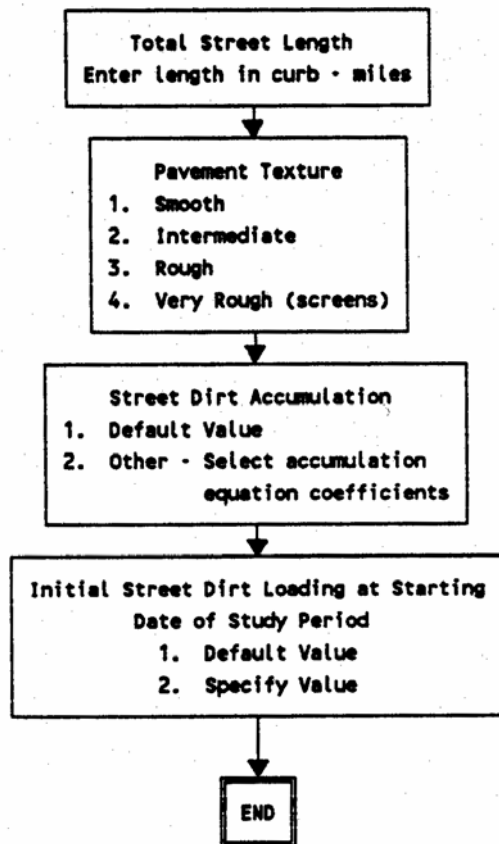 Total Street Length
Enter length in curb - miles
Pavement Texture
1. Smooth
2. Intermediate
3. Rough
4. Very Rough (screens)
Street Dirt Accumulation
1. Default Value
2. Other - Select accumulation
equation coefficients
Initial Street Dirt Loading at Starting
Date of Study Period
1. Default Value
2. Specify Value
END